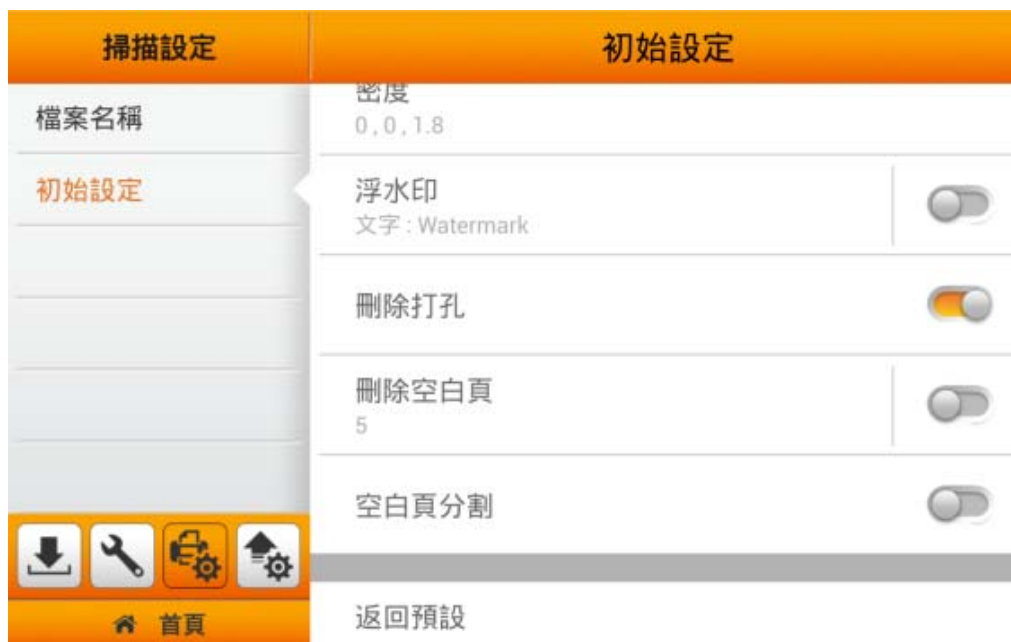 掃描設定
初始設定
檔案名稱
初始設定
首頁
密度
0 , 0 , 1.8
浮水印
文字 : Watermark
刪除打孔
刪除空白頁
5
空白頁分割
返回預設